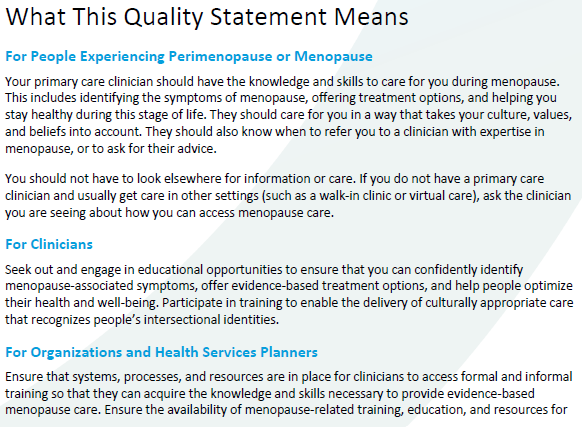 What This Quality Statement Means
For People Experiencing Perimenopause or Menopause
Your primary care clinician should have the knowledge and skills to care for you during menopause.
This includes identifying the symptoms of menopause, offering treatment options, and helping you
stay healthy during this stage of life. They should care for you in a way that takes your culture, values,
and beliefs into account. They should also know when to refer you to a clinician with expertise in
menopause, or to ask for their advice.
You should not have to look elsewhere for information or care. If you do not have a primary care
clinician and usually get care in other settings (such as a walk-in clinic or virtual care), ask the clinician
you are seeing about how you can access menopause care.
For Clinicians
Seek out and engage in educational opportunities to ensure that you can confidently identify
menopause-associated symptoms, offer evidence-based treatment options, and help people optimize
their health and well-being. Participate in training to enable the delivery of culturally appropriate care
that recognizes people's intersectional identities.
For Organizations and Health Services Planners
Ensure that systems, processes, and resources are in place for clinicians to access formal and informal
training so that they can acquire the knowledge and skills necessary to provide evidence-based
menopause care. Ensure the availability of menopause-related training, education, and resources for